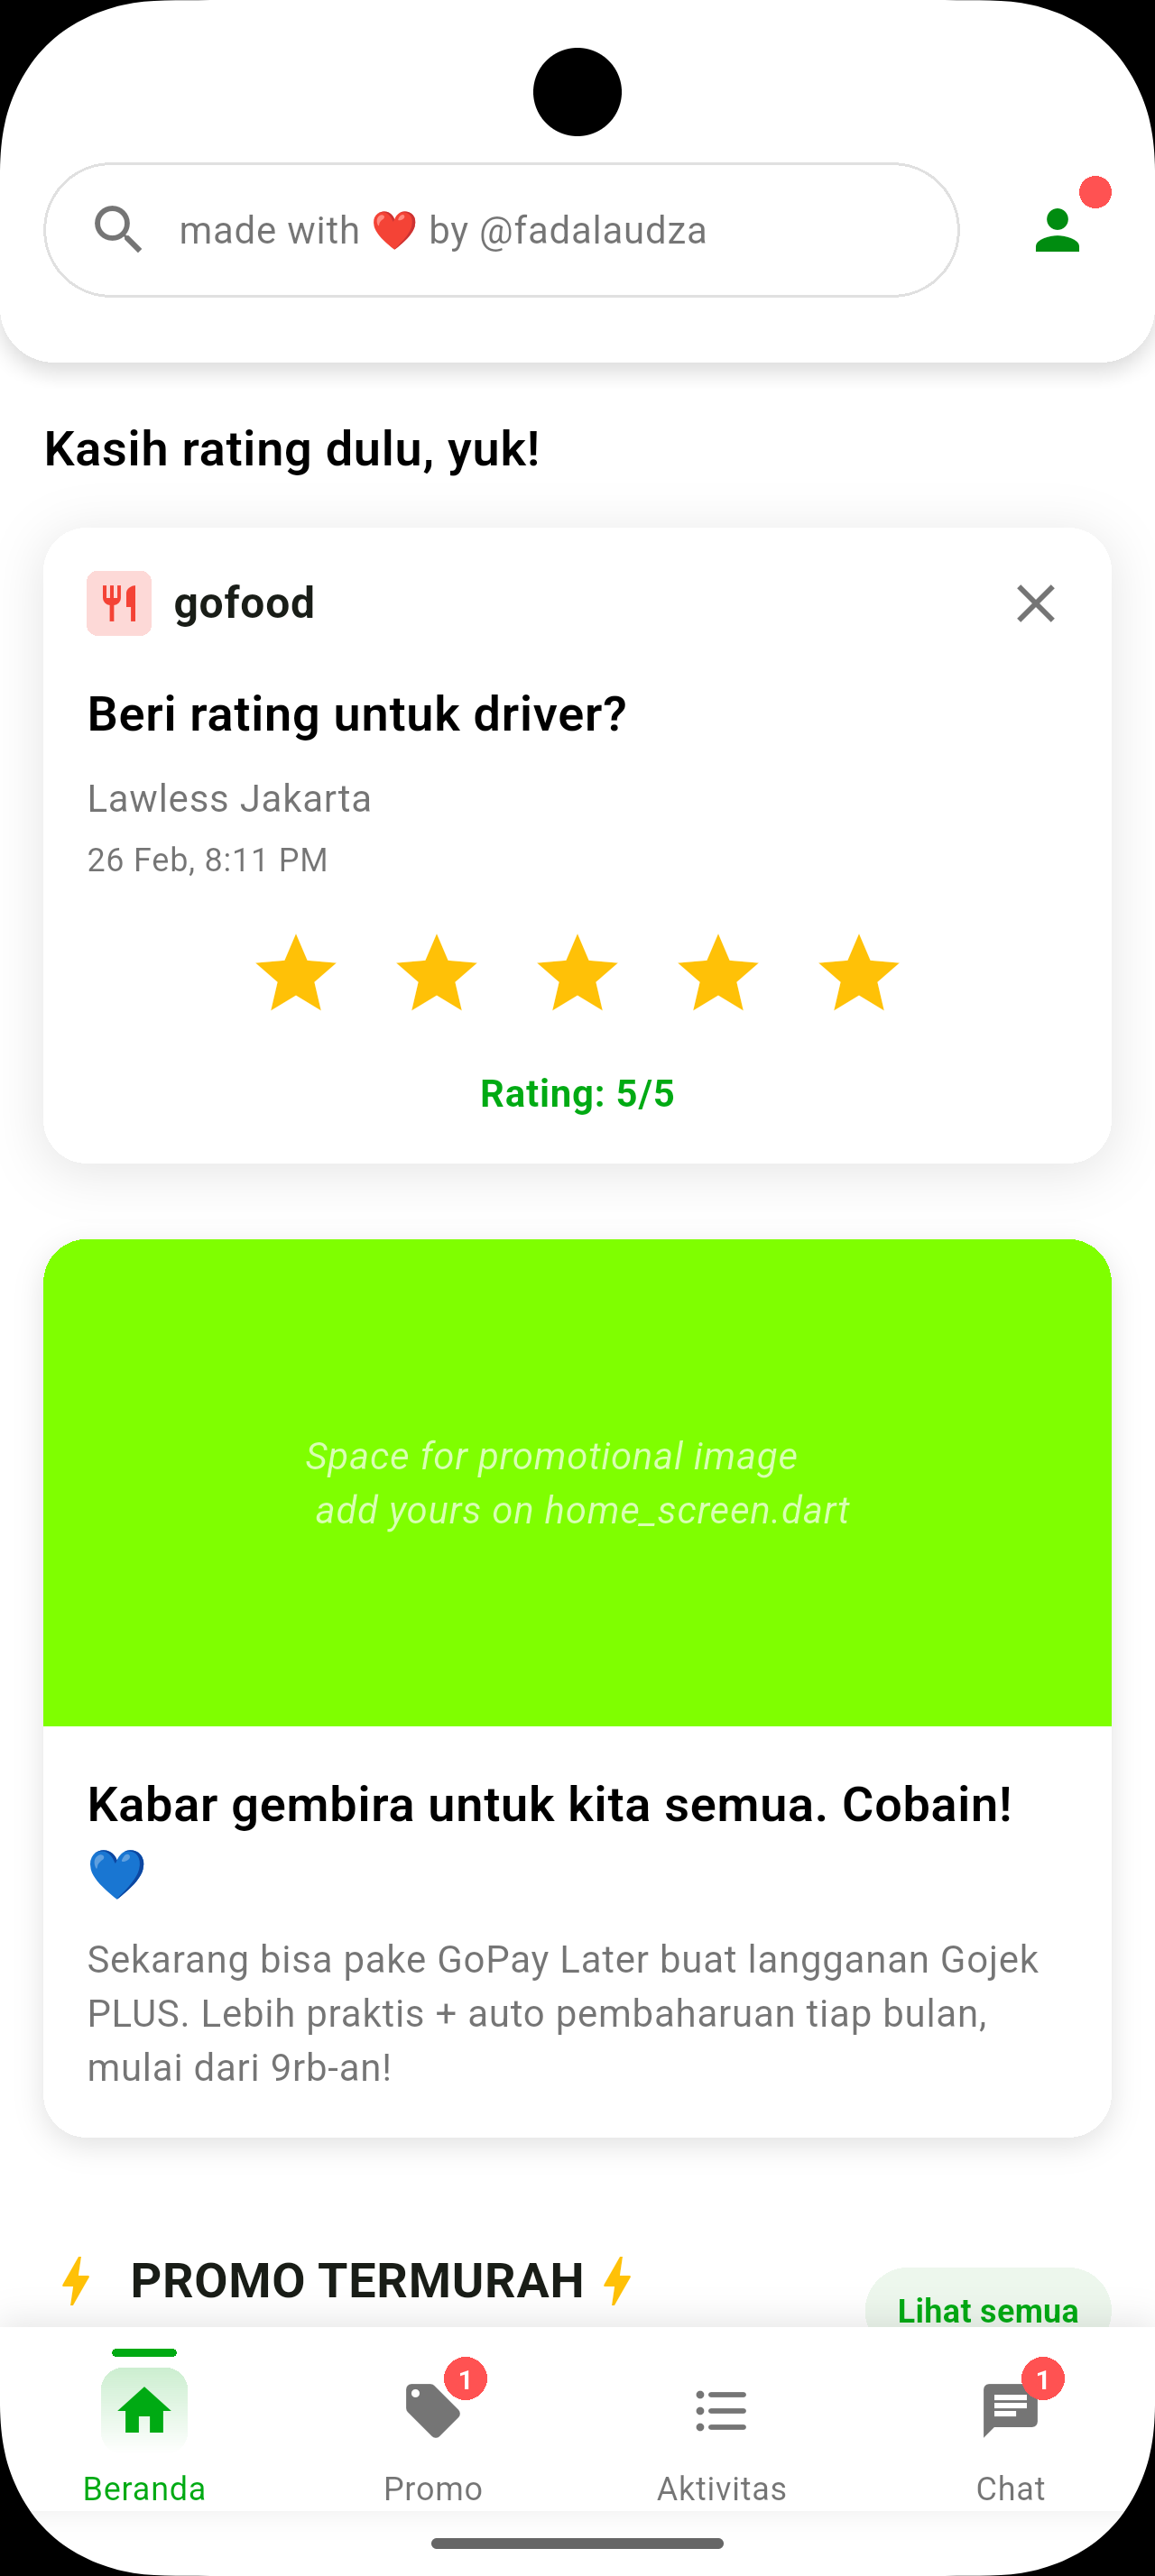 made with ❤️ by @fadalaudza
Kasih rating dulu, yuk!
gofood
Beri rating untuk driver?
Lawless Jakarta
26 Feb, 8:11 PM
Rating: 5/5
Space for promotional image
add yours on home_screen.dart
Kabar gembira untuk kita semua. Cobain!
💙
Sekarang bisa pake GoPay Later buat langganan Gojek
PLUS. Lebih praktis + auto pembaharuan tiap bulan,
mulai dari 9rb-an!
⚡ PROMO TERMURAH ⚡
Lihat semua
1
1
Beranda
Promo
Aktivitas
Chat